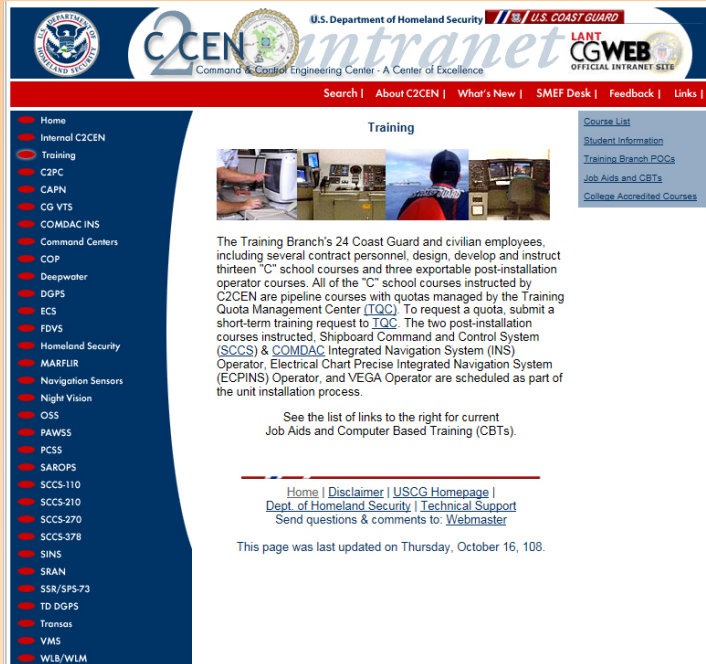 U.S. Department of Homeland Security
U.S. COAST GUARD
C2CEN
intranet
Command & Control Engineering Center - A Center of Excellence
LANT
CGWEB
OFFICIAL INTRANET SITE
Search | About C2CEN | What's New | SMEF Desk | Feedback | Links |
Home
Internal C2CEN
Training
C2PC
CAPN
CG VTS
COMDAC INS
Command Centers
COP
Deepwater
DGPS
ECS
FDVS
Homeland Security
MARFLIR
Navigation Sensors
Night Vision
OSS
PAWSS
PCSS
SAROPS
SCCS-110
SCCS-210
SCCS-270
SCCS-378
SINS
SRAN
SSR/SPS-73
TD DGPS
Transas
VMS
WLB/WLM
Training
The Training Branch's 24 Coast Guard and civilian employees,
including several contract personnel, design, develop and instruct
thirteen "C" school courses and three exportable post-installation
operator courses. All of the "C" school courses instructed by
C2CEN are pipeline courses with quotas managed by the Training
Quota Management Center (TQC). To request a quota, submit a
short-term training request to TQC. The two post-installation
courses instructed, Shipboard Command and Control System
(SCCS) & COMDAC Integrated Navigation System (INS)
Operator, Electrical Chart Precise Integrated Navigation System
(ECPINS) Operator, and VEGA Operator are scheduled as part of
the unit installation process.
See the list of links to the right for current
Job Aids and Computer Based Training (CBTs).
Home | Disclaimer | USCG Homepage |
Dept. of Homeland Security | Technical Support
Send questions & comments to: Webmaster
This page was last updated on Thursday, October 16, 108.
Course List
Student Information
Training Branch POCs
Job Aids and CBTs
College Accredited Courses